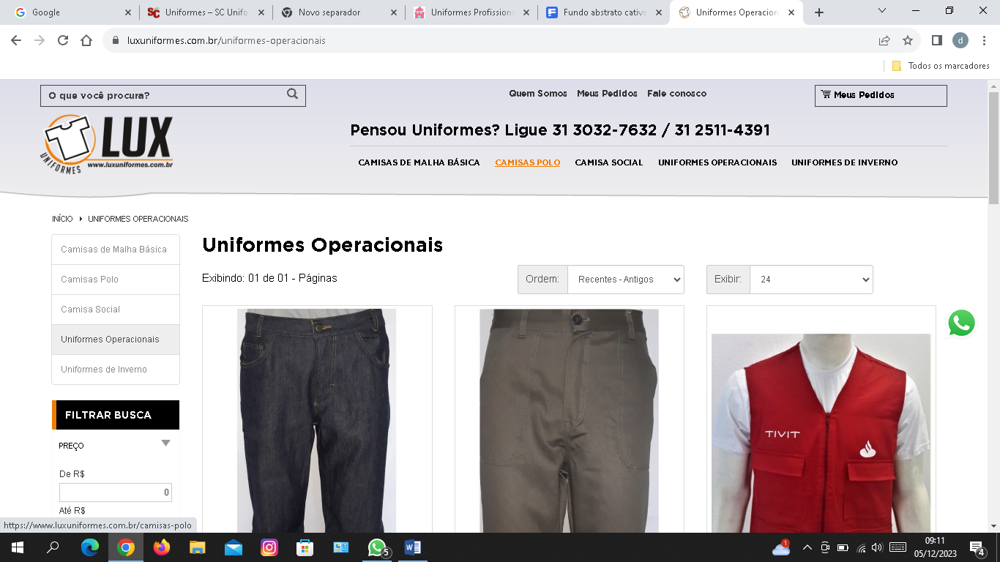 Google
Uniformes – SC Unifo
Novo separador
Uniformes Profission
Fundo abstrato cativa
Uniformes Operacion
luxuniformes.com.br/uniformes-operacionais
d
Todos os marcadores
O que você procura?
Quem Somos Meus Pedidos Fale conosco
Meus Pedidos
LUX
UNIFORMES
www.luxuniformes.com.br
Pensou Uniformes? Ligue 31 3032-7632 / 31 2511-4391
CAMISAS DE MALHA BÁSICA CAMISAS POLO CAMISA SOCIAL UNIFORMES OPERACIONAIS UNIFORMES DE INVERNO
INÍCIO UNIFORMES OPERACIONAIS
Camisas de Malha Básica
Camisas Polo
Camisa Social
Uniformes Operacionais
Uniformes de Inverno
FILTRAR BUSCA
PREÇO
De R$
0
Até R$
Uniformes Operacionais
Exibindo: 01 de 01 - Páginas
Ordem: Recentes - Antigos
Exibir: 24
TIVIT
https://www.luxuniformes.com.br/camisas-polo
5
1
09:11
05/12/2023
4